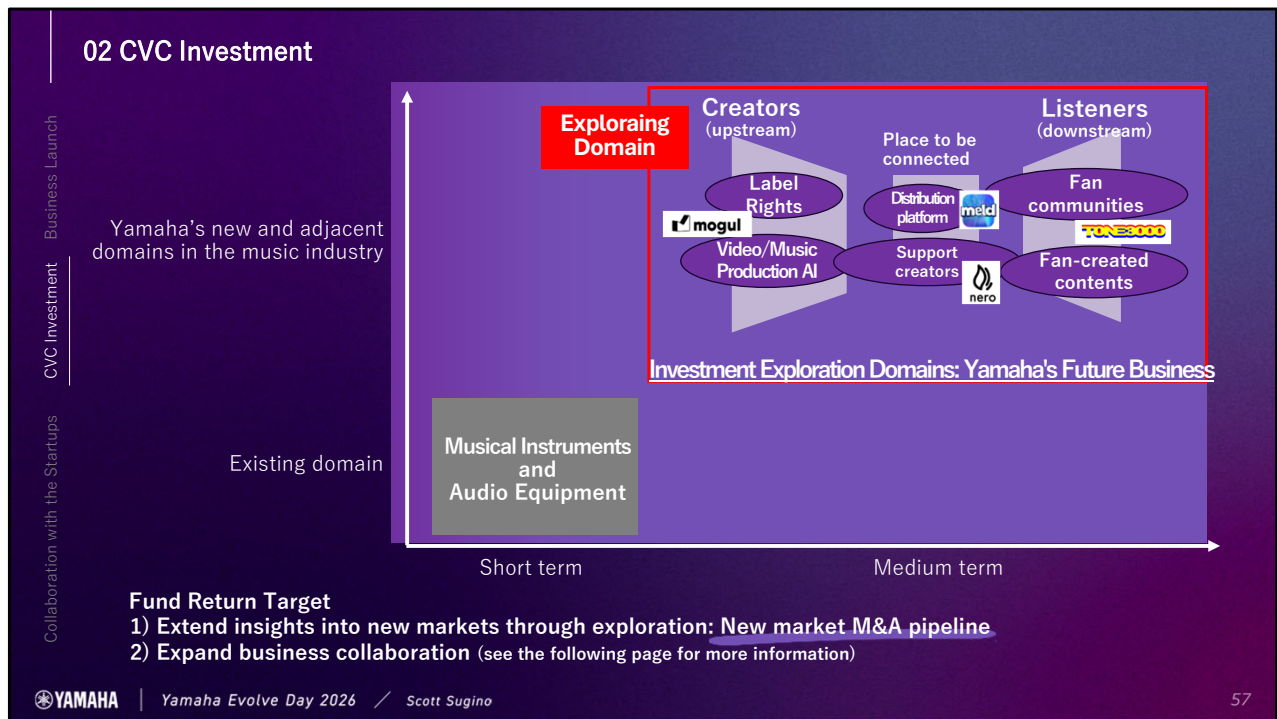 02 CVC Investment
Business Launch
CVC Investment
Collaboration with the Startups
Yamaha’s new and adjacent
domains in the music industry
Existing domain
Exploraing
Domain
Creators
(upstream)
Place to be
connected
Listeners
(downstream)
Label
Rights
Distribution
platform
meld
Fan
communities
mogul
TONE3000
Video/Music
Production AI
Support
creators
nero
Fan-created
contents
Investment Exploration Domains: Yamaha's Future Business
Musical Instruments
and
Audio Equipment
Short term
Medium term
Fund Return Target
1) Extend insights into new markets through exploration: New market M&A pipeline
2) Expand business collaboration (see the following page for more information)
YAMAHA
Yamaha Evolve Day 2026 / Scott Sugino
57